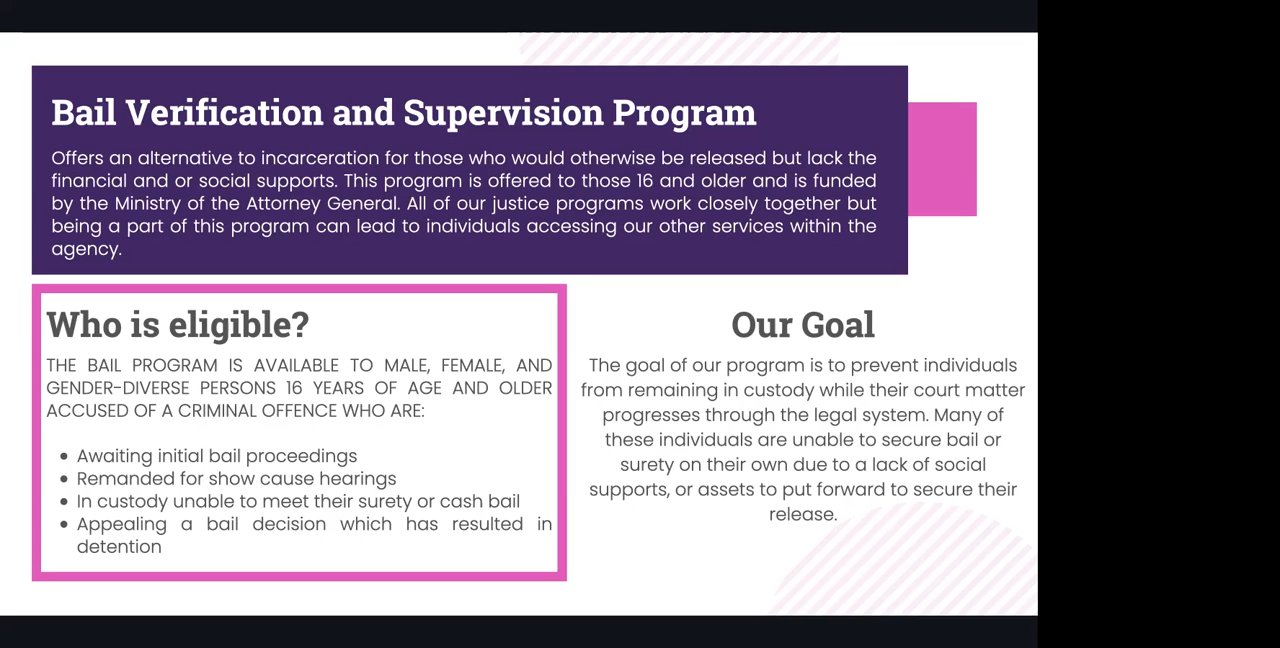 Bail Verification and Supervision Program
Offers an alternative to incarceration for those who would otherwise be released but lack the
financial and or social supports. This program is offered to those 16 and older and is funded
by the Ministry of the Attorney General. All of our justice programs work closely together but
being a part of this program can lead to individuals accessing our other services within the
agency.
Who is eligible?
THE BAIL PROGRAM IS AVAILABLE TO MALE, FEMALE, AND
GENDER-DIVERSE PERSONS 16 YEARS OF AGE AND OLDER
ACCUSED OF A CRIMINAL OFFENCE WHO ARE:
• Awaiting initial bail proceedings
• Remanded for show cause hearings
• In custody unable to meet their surety or cash bail
• Appealing a bail decision which has resulted in
detention
Our Goal
The goal of our program is to prevent individuals
from remaining in custody while their court matter
progresses through the legal system. Many of
these individuals are unable to secure bail or
surety on their own due to a lack of social
supports, or assets to put forward to secure their
release.